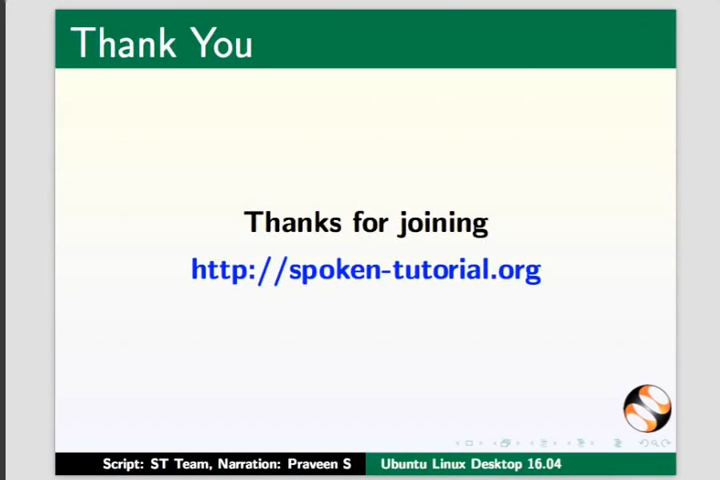 Thank You
Thanks for joining
http://spoken-tutorial.org
Script: ST Team, Narration: Praveen S Ubuntu Linux Desktop 16.04